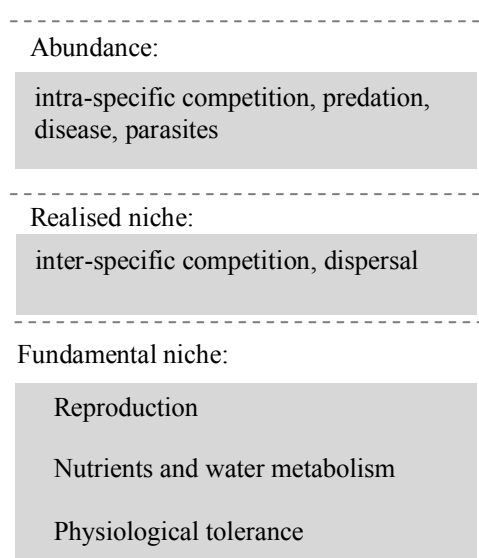 Abundance:
intra-specific competition, predation,
disease, parasites
Realised niche:
inter-specific competition, dispersal
Fundamental niche:
Reproduction
Nutrients and water metabolism
Physiological tolerance